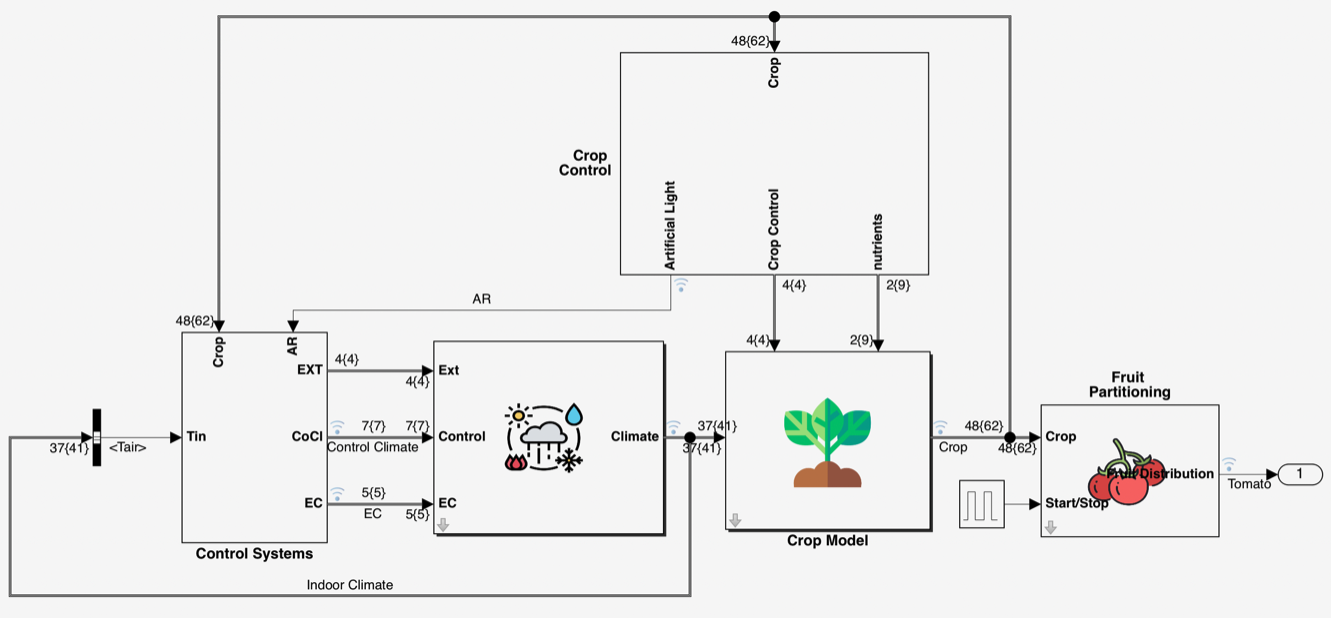 48{62}
Crop
Crop
Control
Artificial Light
Crop Control
nutrients
4{4}
2{9}
AR
48{62}
4{4}
2{9}
Crop
AR
EXT
4{4}
4{4}
Ext
Fruit
Partitioning
37{41}
<Tair>
Tin
CoCl
7{7}
7{7}
Control Climate
Control
Climate
37{41}
37{41}
48{62}
Crop
48{62}
Crop
Fruit Distribution
Tomato
1
EC
5{5}
EC
5{5}
EC
Start/Stop
Control Systems
Crop Model
Indoor Climate